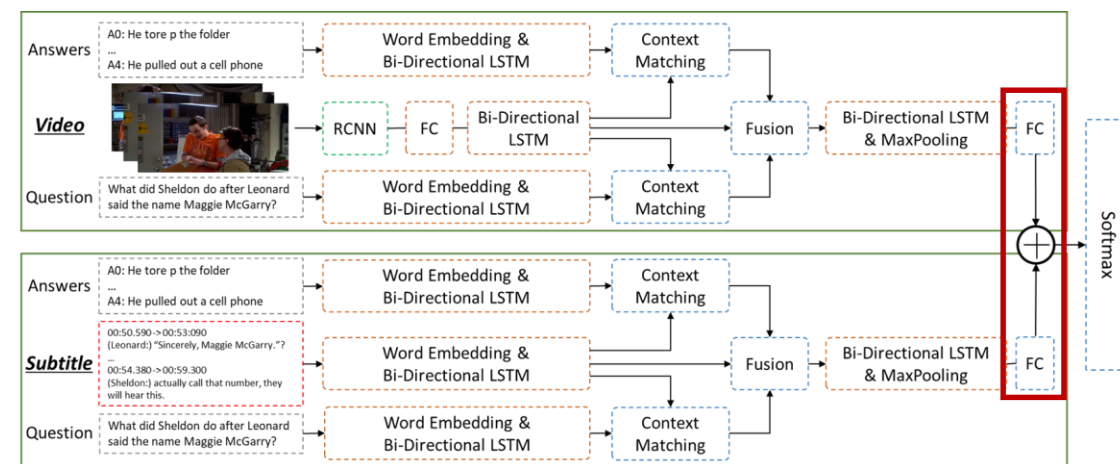 Answers
A0: He tore p the folder
...
A4: He pulled out a cell phone
Word Embedding &
Bi-Directional LSTM
Context
Matching
Video
RCNN
FC
Bi-Directional
LSTM
Fusion
Bi-Directional LSTM
& MaxPooling
FC
Question
What did Sheldon do after Leonard
said the name Maggie McGarry?
Word Embedding &
Bi-Directional LSTM
Context
Matching
Softmax
Answers
A0: He tore p the folder
...
A4: He pulled out a cell phone
Word Embedding &
Bi-Directional LSTM
Context
Matching
Subtitle
00:50.590 -> 00:53:090
(Leonard:) “Sincerely, Maggie McGarry.”?
...
00:54.380 -> 00:59.300
(Sheldon:) actually call that number, they
will hear this.
Word Embedding &
Bi-Directional LSTM
Fusion
Bi-Directional LSTM
& MaxPooling
FC
Question
What did Sheldon do after Leonard
said the name Maggie McGarry?
Word Embedding &
Bi-Directional LSTM
Context
Matching